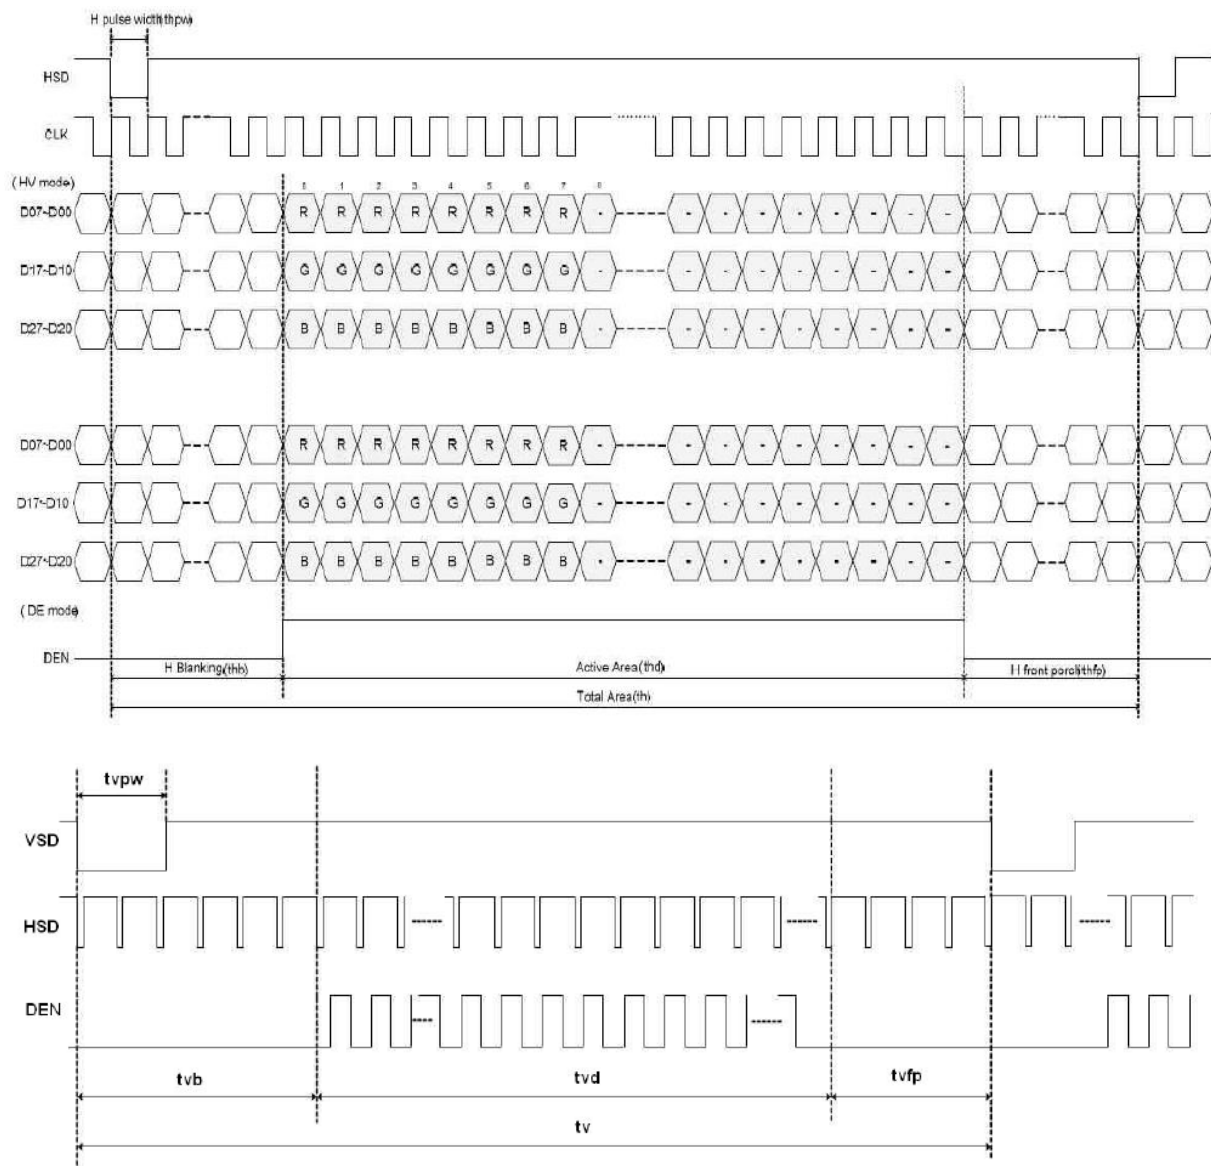 H pulse width(thpw)
HSD
CLK
( HV mode)
0 1 2 3 4 5 6 7 8
D07~D00 R R R R R R R R - - - - - - - - -
D17~D10 G G G G G G G G - - - - - - - - -
D27~D20 B B B B B B B B - - - - - - - - -
D07~D00 R R R R R R R R - - - - - - - - -
D17~D10 G G G G G G G G - - - - - - - - -
D27~D20 B B B B B B B B - - - - - - - - -
( DE mode)
DEN
H Blanking(thb) Active Area(thd) H front porch(thfp)
Total Area(th)
tvpw
VSD
HSD
DEN
tvb tvd tvfp
tv